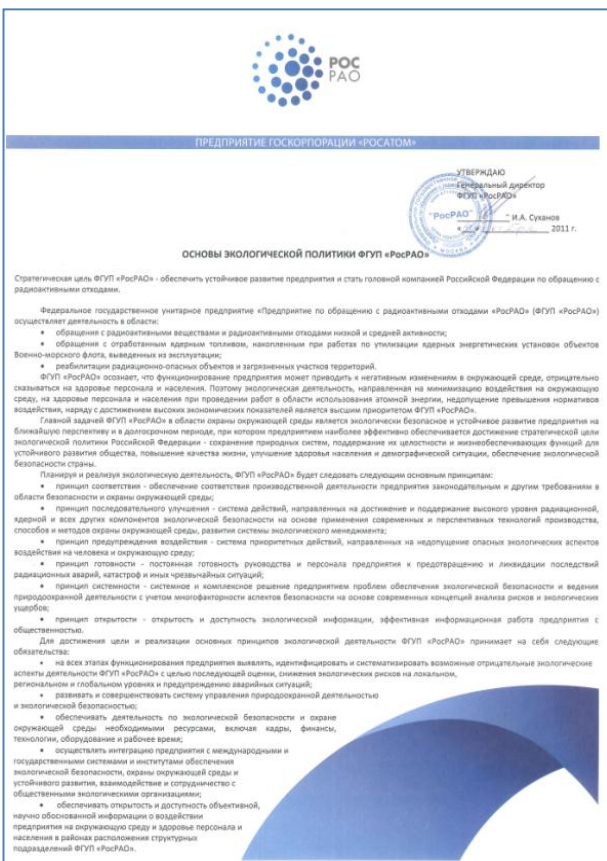 РОС
РАО
ПРЕДПРИЯТИЕ ГОСКОРПОРАЦИИ «РОСАТОМ»
УТВЕРЖДАЮ
Генеральный директор
ФГУП «РосРАО»
"РосРАО"
И.А. Суханов
2011 г.
ОСНОВЫ ЭКОЛОГИЧЕСКОЙ ПОЛИТИКИ ФГУП «РосРАО»
Стратегическая цель ФГУП «РосРАО» - обеспечить устойчивое развитие предприятия и стать головной компанией Российской Федерации по обращению с
радиоактивными отходами.
Федеральное государственное унитарное предприятие «Предприятие по обращению с радиоактивными отходами «РосРАО» (ФГУП «РосРАО»)
осуществляет деятельность в области:
• обращения с радиоактивными веществами и радиоактивными отходами низкой и средней активности;
• обращения с отработанным ядерным топливом, накопленным при работах по утилизации ядерных энергетических установок объектов
Военно-морского флота, выведенных из эксплуатации;
• реабилитации радиационно-опасных объектов и загрязненных участков территорий.
ФГУП «РосРАО» осознает, что функционирование предприятия может приводить к негативным изменениям в окружающей среде, отрицательно
сказываться на здоровье персонала и населения. Поэтому экологическая деятельность, направленная на минимизацию воздействия на окружающую
среду, на здоровье персонала и населения при проведении работ в области использования атомной энергии, недопущение превышения нормативов
воздействия, наряду с достижением высоких экономических показателей является высшим приоритетом ФГУП «РосРАО».
Главной задачей ФГУП «РосРАО» в области охраны окружающей среды является экологически безопасное и устойчивое развитие предприятия на
ближайшую перспективу и в долгосрочном периоде, при котором предприятием наиболее эффективно обеспечивается достижение стратегической цели
экологической политики Российской Федерации - сохранение природных систем, поддержание их целостности и жизнеобеспечивающих функций для
устойчивого развития общества, повышение качества жизни, улучшение здоровья населения и демографической ситуации, обеспечение экологической
безопасности страны.
Планируя и реализуя экологическую деятельность, ФГУП «РосРАО» будет следовать следующим основным принципам:
• принцип соответствия - обеспечение соответствия производственной деятельности предприятия законодательным и другим требованиям в
области безопасности и охраны окружающей среды;
• принцип последовательного улучшения - система действий, направленных на достижение и поддержание высокого уровня радиационной,
ядерной и всех других компонентов экологической безопасности на основе применения современных и перспективных технологий производства,
способов и методов охраны окружающей среды, развития системы экологического менеджмента;
• принцип предупреждения воздействия - система приоритетных действий, направленных на недопущение опасных экологических аспектов
воздействия на человека и окружающую среду;
• принцип готовности - постоянная готовность руководства и персонала предприятия к предотвращению и ликвидации последствий
радиационных аварий, катастроф и иных чрезвычайных ситуаций;
• принцип системности - системное и комплексное решение предприятием проблем обеспечения экологической безопасности и ведения
природоохранной деятельности с учетом многофакторности аспектов безопасности на основе современных концепций анализа рисков и экологических
ущербов;
• принцип открытости - открытость и доступность экологической информации, эффективная информационная работа предприятия с
общественностью.
Для достижения цели и реализации основных принципов экологической деятельности ФГУП «РосРАО» принимает на себя следующие
обязательства:
• на всех этапах функционирования предприятия выявлять, идентифицировать и систематизировать возможные отрицательные экологические
аспекты деятельности ФГУП «РосРАО» с целью последующей оценки, снижения экологических рисков на локальном,
региональном и глобальном уровнях и предупреждению аварийных ситуаций;
• развивать и совершенствовать систему управления природоохранной деятельностью
и экологической безопасностью;
• обеспечивать деятельность по экологической безопасности и охране
окружающей среды необходимыми ресурсами, включая кадры, финансы,
технологии, оборудование и рабочее время;
• осуществлять интеграцию предприятия с международными и
государственными системами и институтами обеспечения
экологической безопасности, охраны окружающей среды и
устойчивого развития, взаимодействие и сотрудничество с
общественными экологическими организациями;
• обеспечивать открытость и доступность объективной,
научно обоснованной информации о воздействии
предприятия на окружающую среду и здоровье персонала и
населения в районах расположения структурных
подразделений ФГУП «РосРАО».